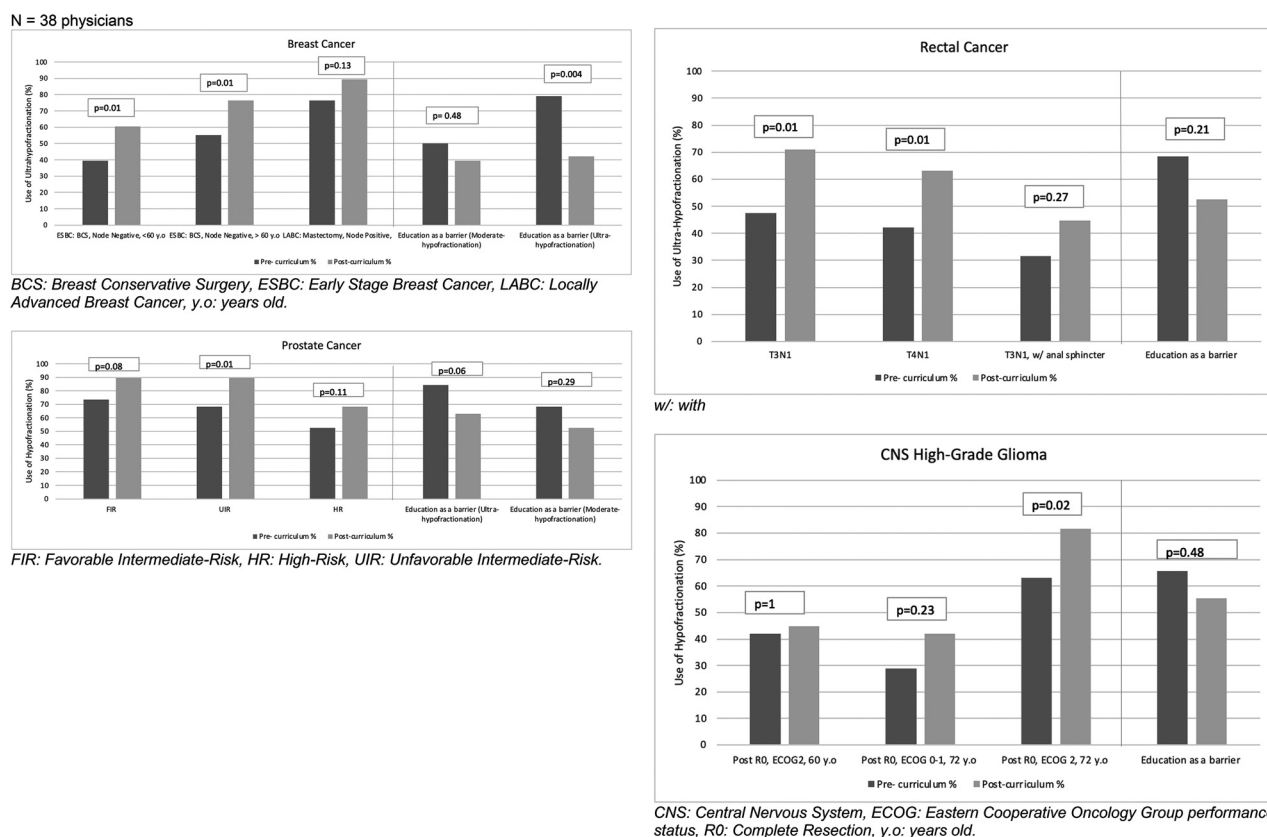 N = 38 physicians
Breast Cancer
Use of Ultrahypofractionation (%)
100
90
80
70
60
50
40
30
20
10
0
p=0.01
p=0.01
p=0.13
p= 0.48
p=0.004
ESBC: BCS, Node Negative, <60 y.o
ESBC: BCS, Node Negative, > 60 y.o
LABC: Mastectomy, Node Positive,
Education as a barrier (Moderate-
hypofractionation)
Education as a barrier (Ultra-
hypofractionation)
Pre- curriculum %
Post-curriculum %
BCS: Breast Conservative Surgery, ESBC: Early Stage Breast Cancer, LABC: Locally
Advanced Breast Cancer, y.o: years old.
Prostate Cancer
Use of Hypofractionation (%)
100
90
80
70
60
50
40
30
20
10
0
p=0.08
p=0.01
p=0.11
p=0.06
p=0.29
FIR
UIR
HR
Education as a barrier (Ultra-
hypofractionation)
Education as a barrier (Moderate-
hypofractionation)
Pre- curriculum %
Post-curriculum %
FIR: Favorable Intermediate-Risk, HR: High-Risk, UIR: Unfavorable Intermediate-Risk.
Rectal Cancer
Use of Ultra-Hypofractionation (%)
100
90
80
70
60
50
40
30
20
10
0
p=0.01
p=0.01
p=0.27
p=0.21
T3N1
T4N1
T3N1, w/ anal sphincter
Education as a barrier
Pre- curriculum %
Post-curriculum %
w/: with
CNS High-Grade Glioma
Use of Hypofractionation (%)
100
90
80
70
60
50
40
30
20
10
0
p=1
p=0.23
p=0.02
p=0.48
Post R0, ECOG2, 60 y.o
Post R0, ECOG 0-1, 72 y.o
Post R0, ECOG 2, 72 y.o
Education as a barrier
Pre- curriculum %
Post-curriculum %
CNS: Central Nervous System, ECOG: Eastern Cooperative Oncology Group performance
status, R0: Complete Resection, y.o: years old.